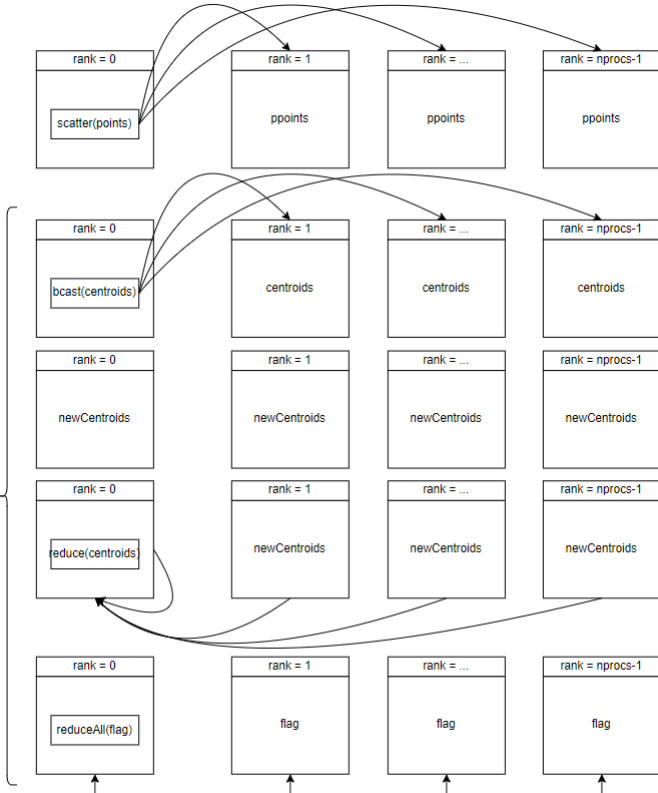 rank = 0
rank = 1
rank = ...
rank = nprocs-1
scatter(points)
ppoints
ppoints
ppoints
rank = 0
rank = 1
rank = ...
rank = nprocs-1
bcast(centroids)
centroids
centroids
centroids
rank = 0
rank = 1
rank = ...
rank = nprocs-1
newCentroids
newCentroids
newCentroids
newCentroids
rank = 0
rank = 1
rank = ...
rank = nprocs-1
reduce(centroids)
newCentroids
newCentroids
newCentroids
rank = 0
rank = 1
rank = ...
rank = nprocs-1
reduceAll(flag)
flag
flag
flag